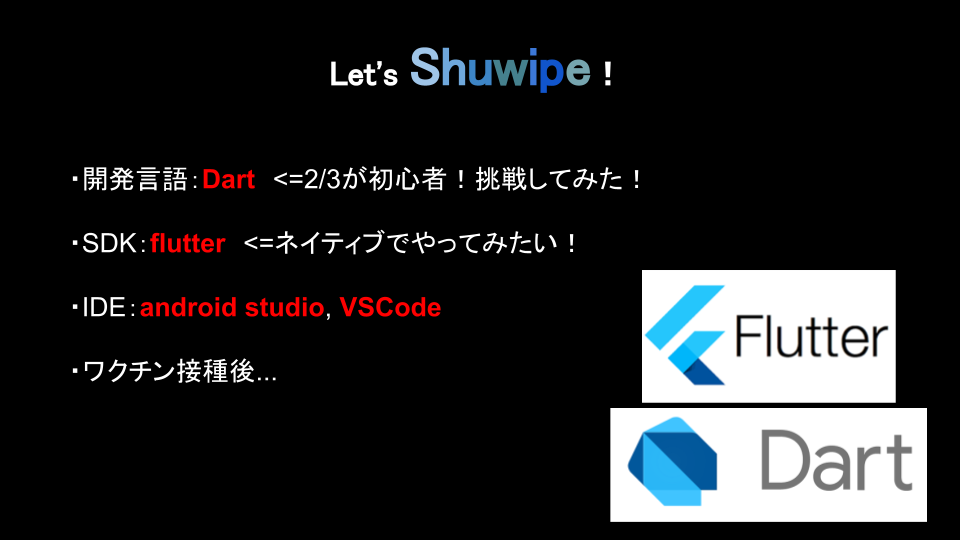 Let's Shuwipe !
・開発言語：Dart <=2/3が初心者！挑戦してみた！
・SDK：flutter <=ネイティブでやってみたい！
・IDE：android studio, VSCode
・ワクチン接種後...
Flutter
Dart